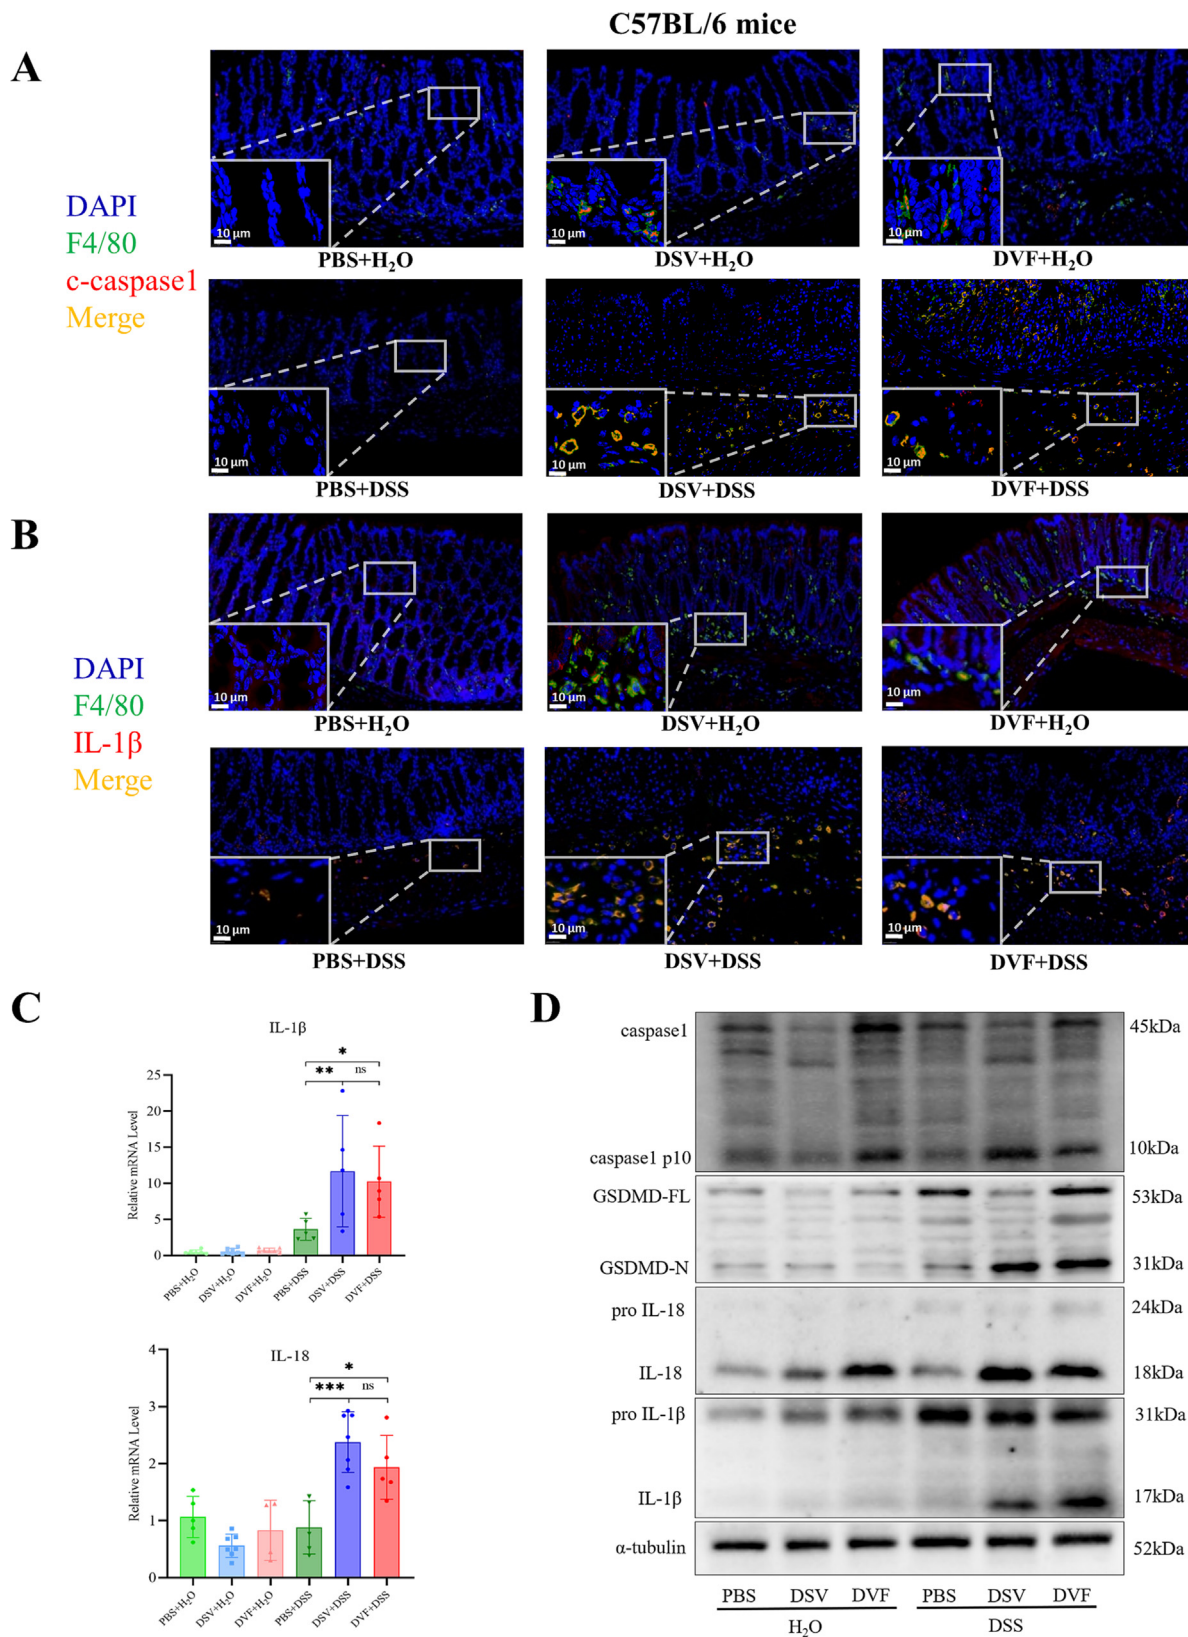 C57BL/6 mice
A
DAPI
F4/80
c-caspase1
Merge
10 μm
10 μm
10 μm
PBS+H₂O
DSV+H₂O
DVF+H₂O
10 μm
10 μm
10 μm
PBS+DSS
DSV+DSS
DVF+DSS
B
DAPI
F4/80
IL-1β
Merge
10 μm
10 μm
10 μm
PBS+H₂O
DSV+H₂O
DVF+H₂O
10 μm
10 μm
10 μm
PBS+DSS
DSV+DSS
DVF+DSS
C
IL-1β
*
** ns
Relative mRNA Level
25
20
15
10
5
0
PBS+H₂O
DSV+H₂O
DVF+H₂O
PBS+DSS
DSV+DSS
DVF+DSS
IL-18
*
*** ns
Relative mRNA Level
4
3
2
1
0
PBS+H₂O
DSV+H₂O
DVF+H₂O
PBS+DSS
DSV+DSS
DVF+DSS
D
caspase1 45kDa
caspase1 p10 10kDa
GSDMD-FL 53kDa
GSDMD-N 31kDa
pro IL-18 24kDa
IL-18 18kDa
pro IL-1β 31kDa
IL-1β 17kDa
α-tubulin 52kDa
PBS DSV DVF PBS DSV DVF
H₂O DSS